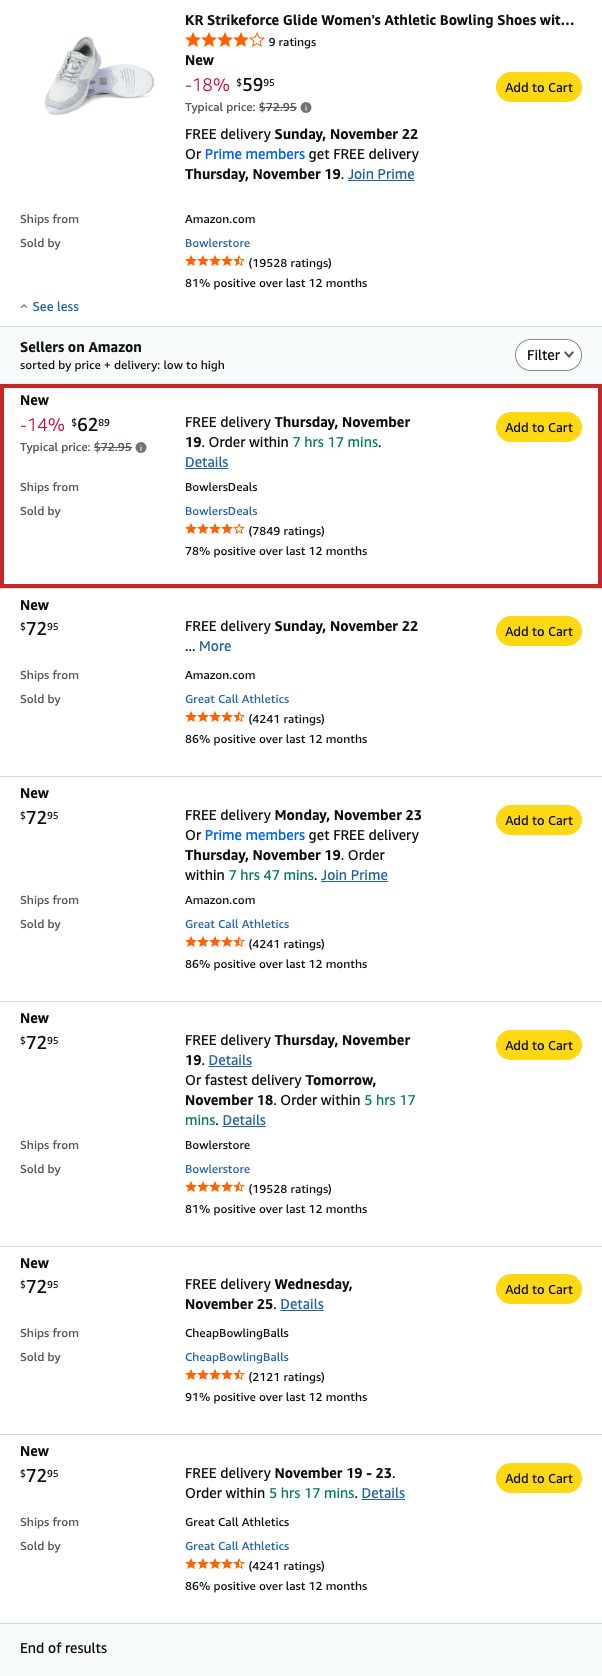 KR Strikeforce Glide Women's Athletic Bowling Shoes wit...
9 ratings
New
-18% $59⁹⁵
Typical price: $72.95
Add to Cart
FREE delivery Sunday, November 22
Or Prime members get FREE delivery
Thursday, November 19. Join Prime
Ships from Amazon.com
Sold by Bowlerstore
(19528 ratings)
81% positive over last 12 months
See less
Sellers on Amazon
sorted by price + delivery: low to high
Filter
New
-14% $62⁸⁹
Typical price: $72.95
FREE delivery Thursday, November
19. Order within 7 hrs 17 mins.
Details
Add to Cart
Ships from BowlersDeals
Sold by BowlersDeals
(7849 ratings)
78% positive over last 12 months
New
$72⁹⁵
FREE delivery Sunday, November 22
... More
Add to Cart
Ships from Amazon.com
Sold by Great Call Athletics
(4241 ratings)
86% positive over last 12 months
New
$72⁹⁵
FREE delivery Monday, November 23
Or Prime members get FREE delivery
Thursday, November 19. Order
within 7 hrs 47 mins. Join Prime
Add to Cart
Ships from Amazon.com
Sold by Great Call Athletics
(4241 ratings)
86% positive over last 12 months
New
$72⁹⁵
FREE delivery Thursday, November
19. Details
Or fastest delivery Tomorrow,
November 18. Order within 5 hrs 17
mins. Details
Add to Cart
Ships from Bowlerstore
Sold by Bowlerstore
(19528 ratings)
81% positive over last 12 months
New
$72⁹⁵
FREE delivery Wednesday,
November 25. Details
Add to Cart
Ships from CheapBowlingBalls
Sold by CheapBowlingBalls
(2121 ratings)
91% positive over last 12 months
New
$72⁹⁵
FREE delivery November 19 - 23.
Order within 5 hrs 17 mins. Details
Add to Cart
Ships from Great Call Athletics
Sold by Great Call Athletics
(4241 ratings)
86% positive over last 12 months
End of results